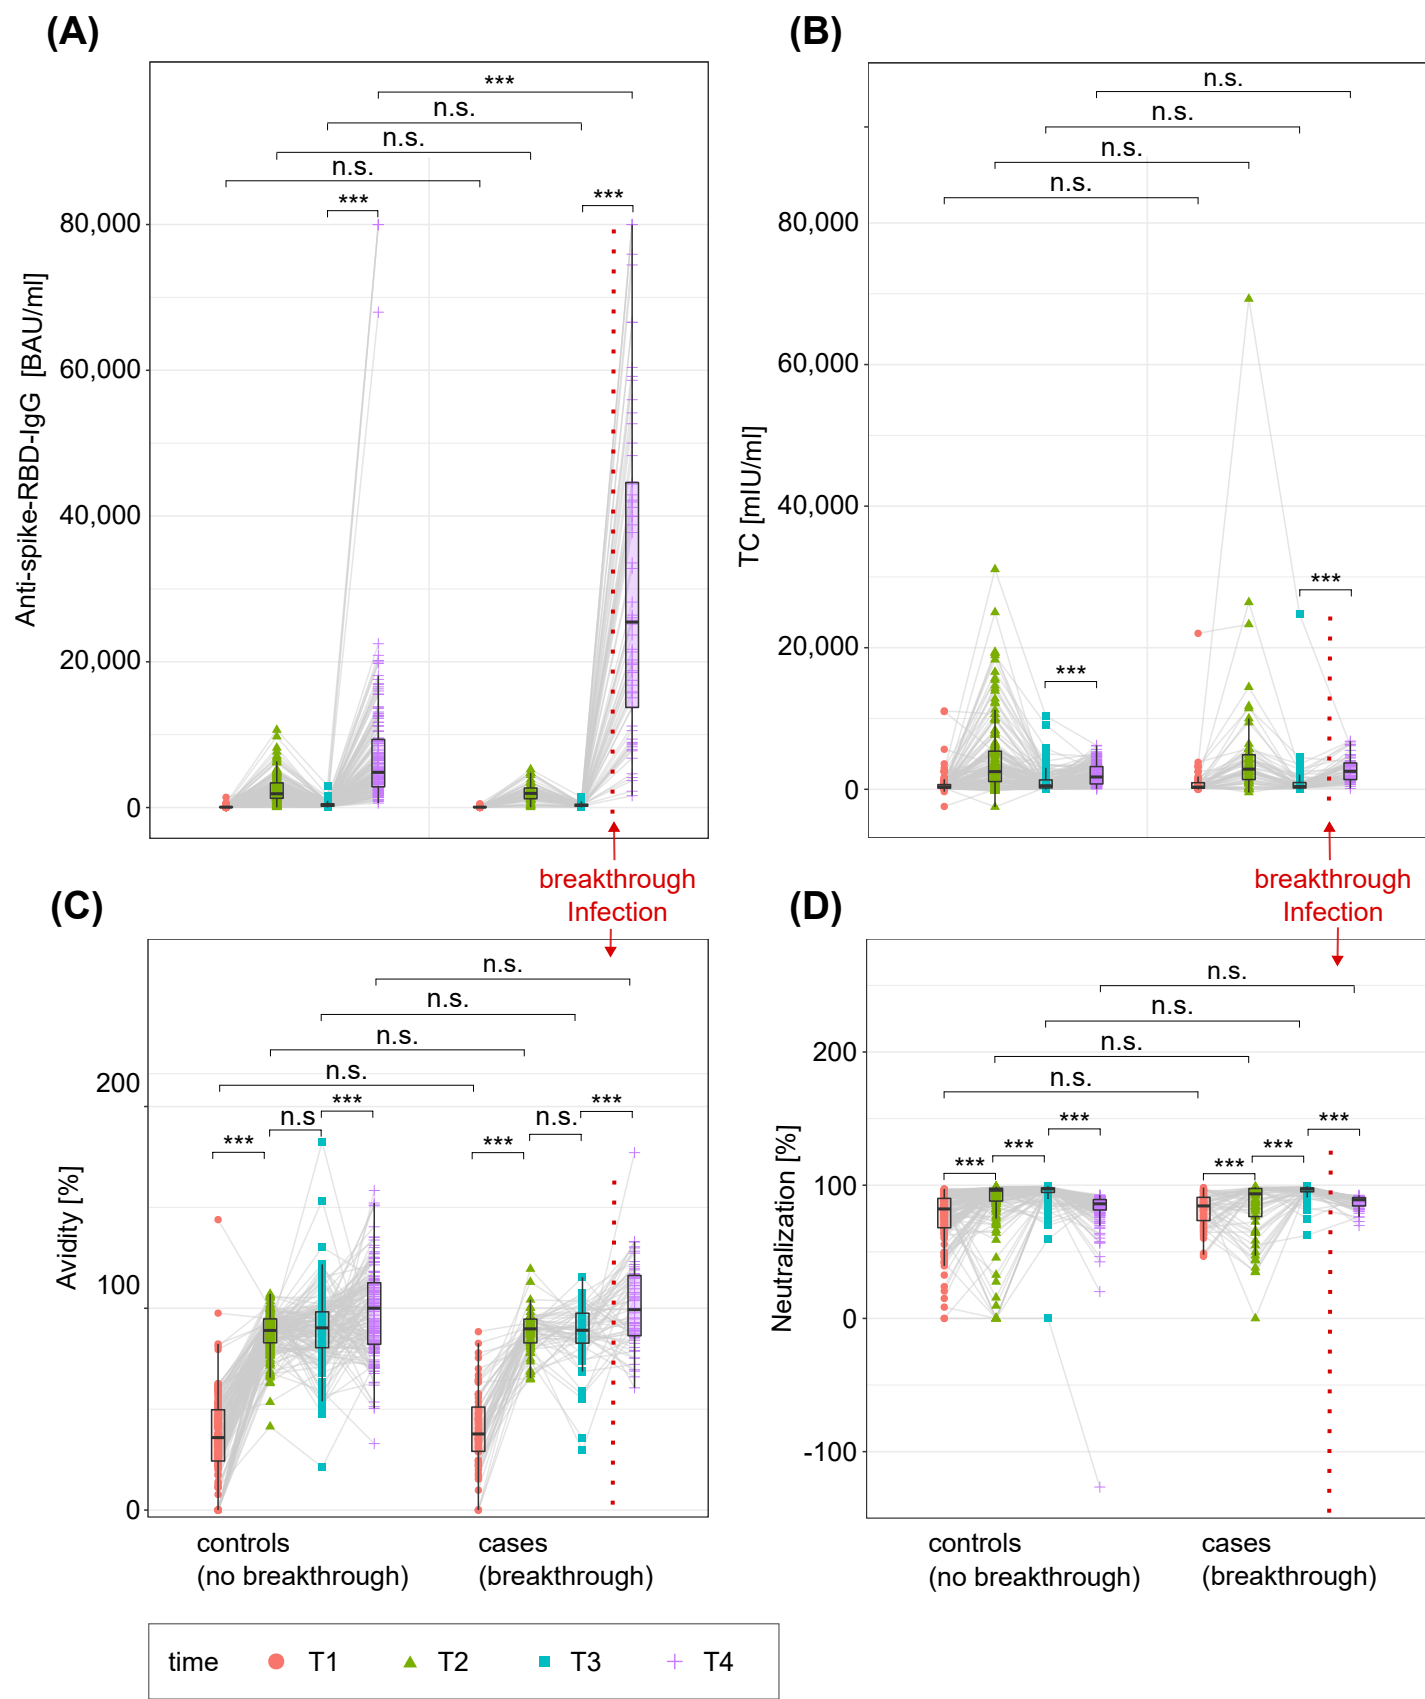 (A)
(B)
***
n.s.
n.s.
n.s.
***
***
80,000
60,000
40,000
20,000
0
Anti-spike-RBD-IgG [BAU/ml]
n.s.
n.s.
n.s.
n.s.
***
***
80,000
60,000
40,000
20,000
0
TC [mIU/ml]
breakthrough
Infection
breakthrough
Infection
(C)
(D)
n.s.
n.s.
n.s.
n.s.
***
n.s
***
***
n.s.
***
200
100
0
Avidity [%]
n.s.
n.s.
n.s.
n.s.
***
***
***
***
***
***
200
100
0
-100
Neutralization [%]
controls
(no breakthrough)
cases
(breakthrough)
controls
(no breakthrough)
cases
(breakthrough)
time T1 T2 T3 T4